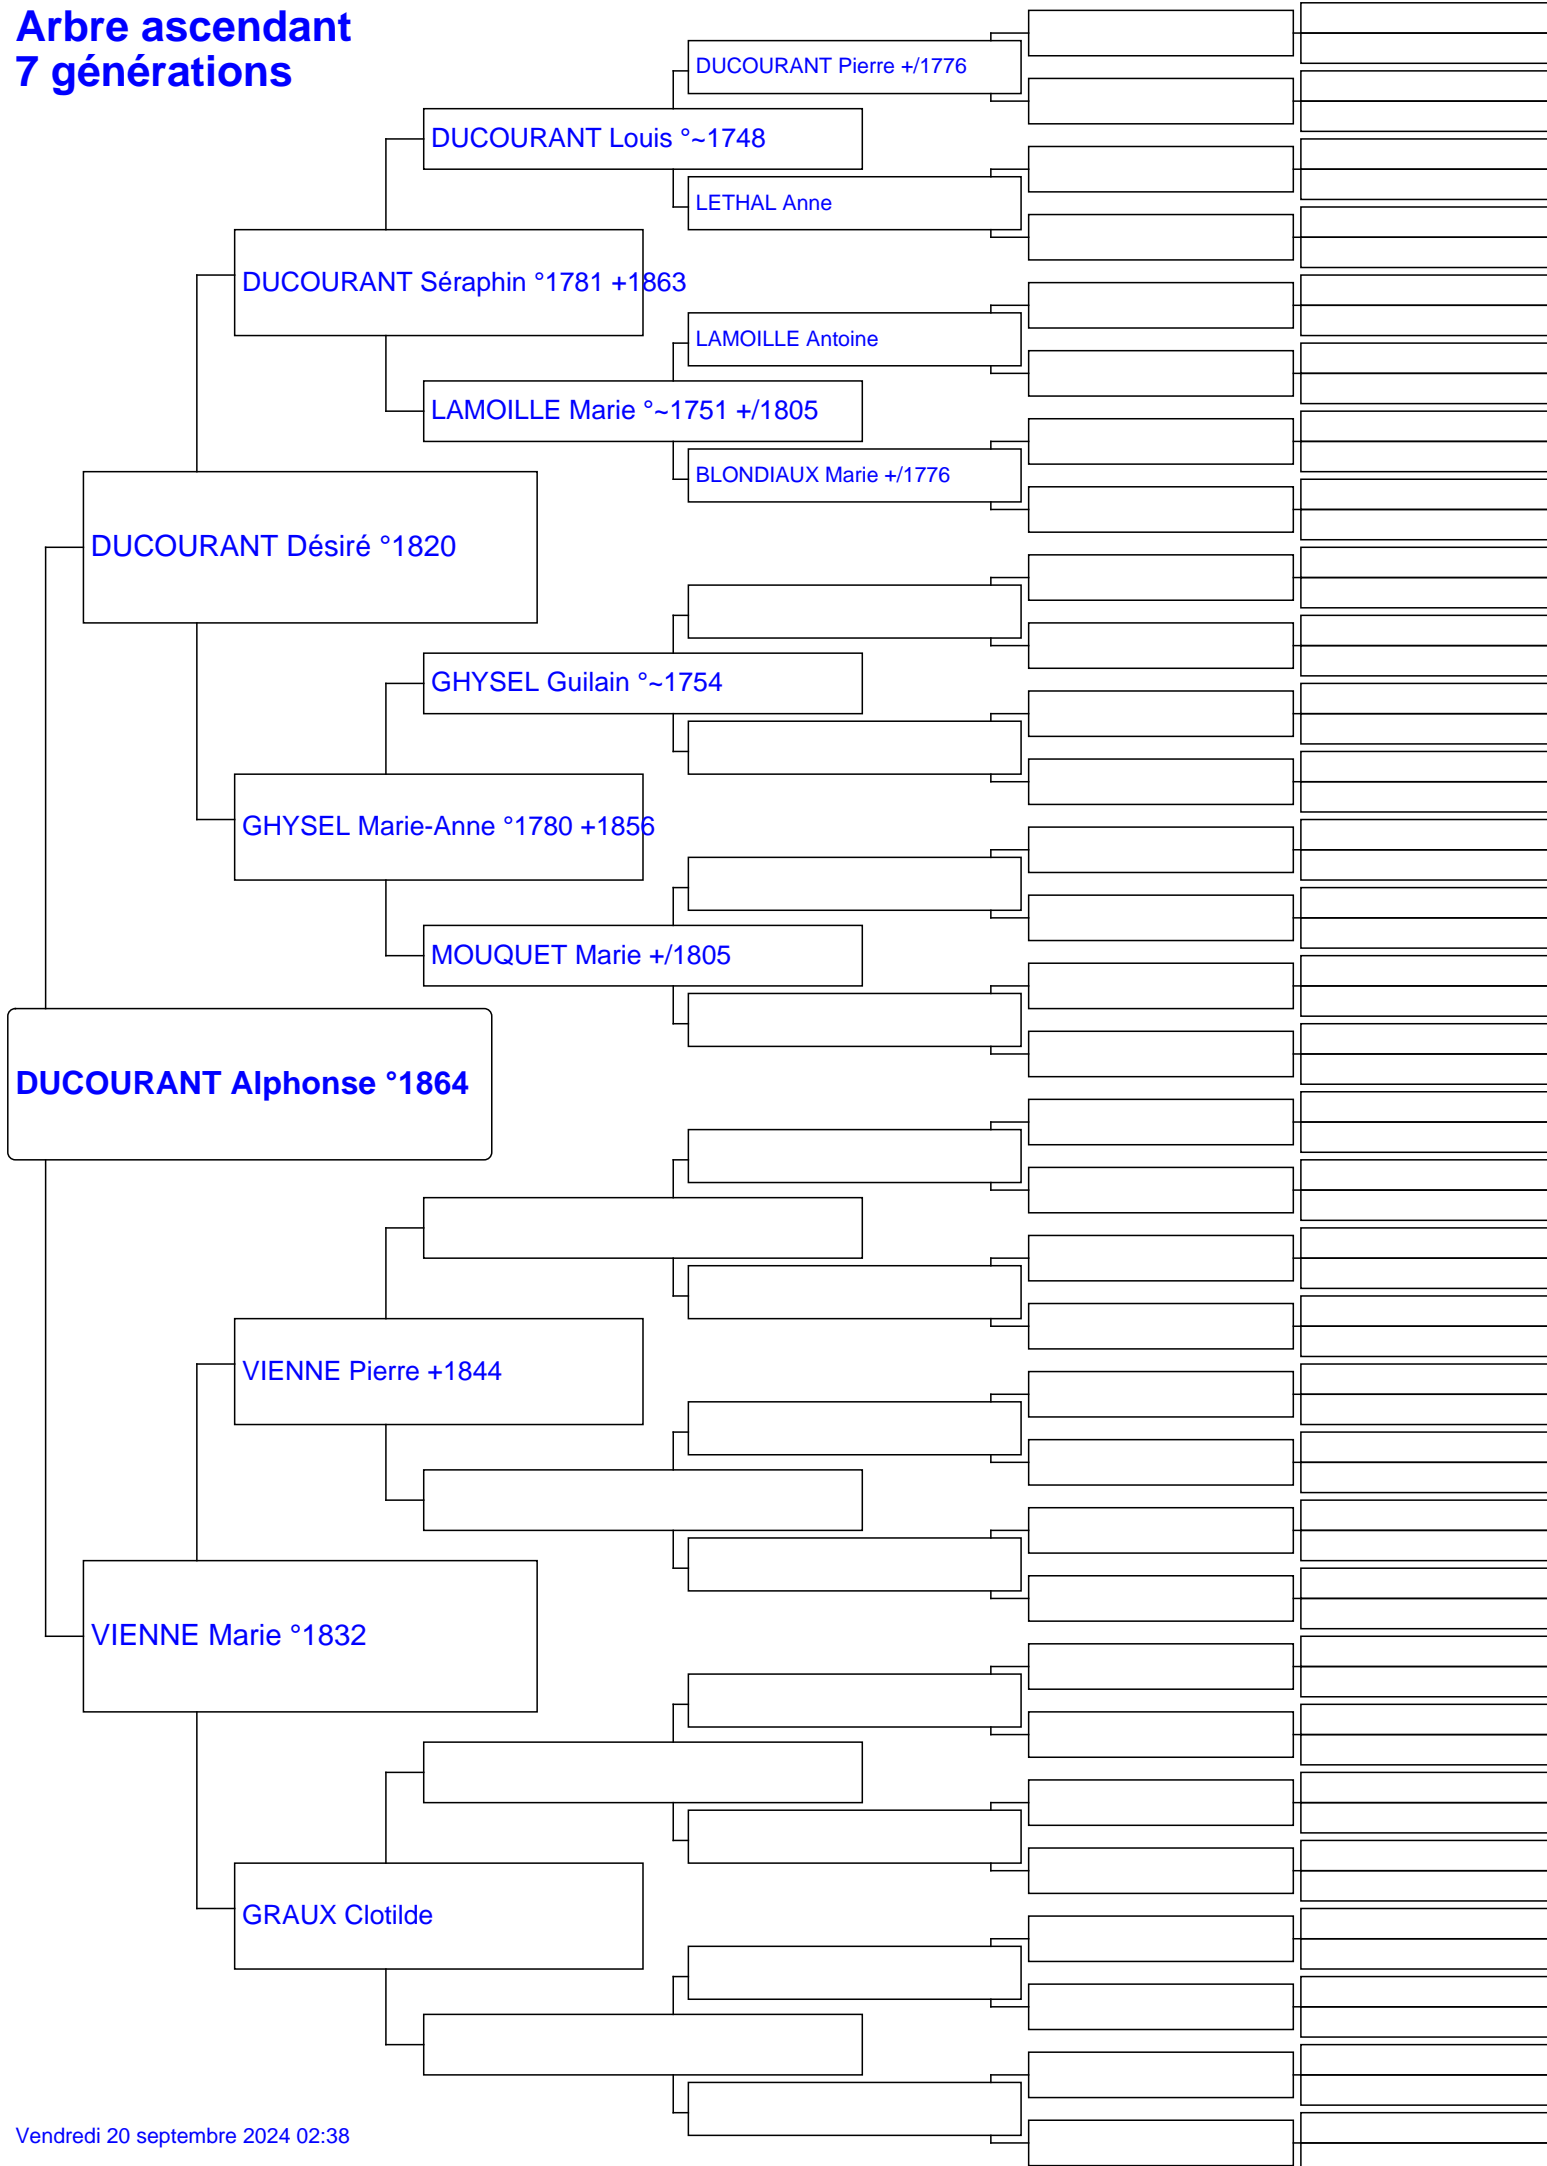 Arbre ascendant
7 générations
DUCOURANT Pierre +/1776
DUCOURANT Louis °~1748
LETHAL Anne
DUCOURANT Séraphin °1781 +1863
LAMOILLE Antoine
LAMOILLE Marie °~1751 +/1805
BLONDIAUX Marie +/1776
DUCOURANT Désiré °1820
GHYSEL Guilain °~1754
GHYSEL Marie-Anne °1780 +1856
MOUQUET Marie +/1805
DUCOURANT Alphonse °1864
VIENNE Pierre +1844
VIENNE Marie °1832
GRAUX Clotilde
Vendredi 20 septembre 2024 02:38